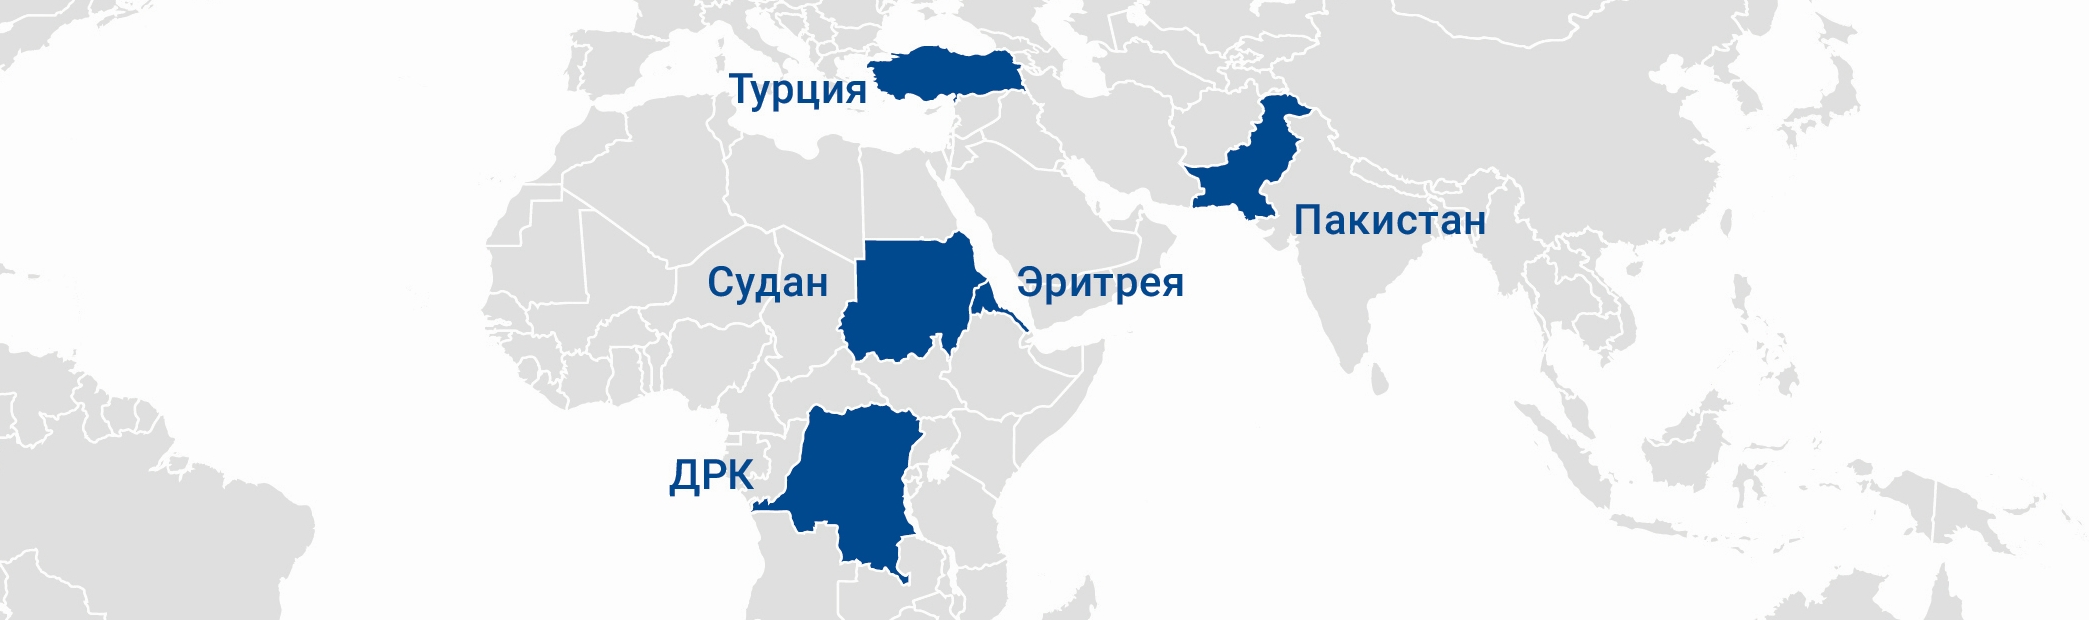 Турция
Пакистан
Судан
Эритрея
ДРК